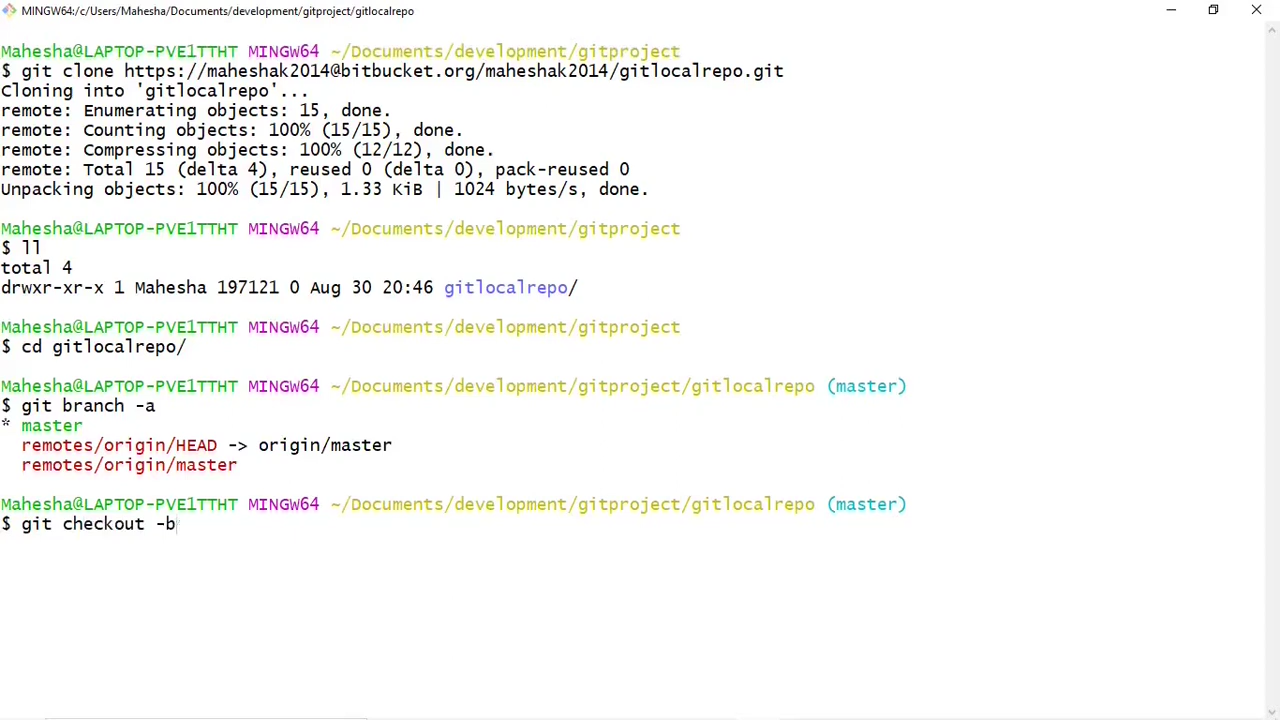 MINGW64:/c/Users/Mahesha/Documents/development/gitproject/gitlocalrepo
Mahesha@LAPTOP-PVE1TTHT MINGW64 ~/Documents/development/gitproject
$ git clone https://maheshak2014@bitbucket.org/maheshak2014/gitlocalrepo.git
Cloning into 'gitlocalrepo'...
remote: Enumerating objects: 15, done.
remote: Counting objects: 100% (15/15), done.
remote: Compressing objects: 100% (12/12), done.
remote: Total 15 (delta 4), reused 0 (delta 0), pack-reused 0
Unpacking objects: 100% (15/15), 1.33 KiB | 1024 bytes/s, done.
Mahesha@LAPTOP-PVE1TTHT MINGW64 ~/Documents/development/gitproject
$ ll
total 4
drwxr-xr-x 1 Mahesha 197121 0 Aug 30 20:46 gitlocalrepo/
Mahesha@LAPTOP-PVE1TTHT MINGW64 ~/Documents/development/gitproject
$ cd gitlocalrepo/
Mahesha@LAPTOP-PVE1TTHT MINGW64 ~/Documents/development/gitproject/gitlocalrepo (master)
$ git branch -a
* master
remotes/origin/HEAD -> origin/master
remotes/origin/master
Mahesha@LAPTOP-PVE1TTHT MINGW64 ~/Documents/development/gitproject/gitlocalrepo (master)
$ git checkout -b